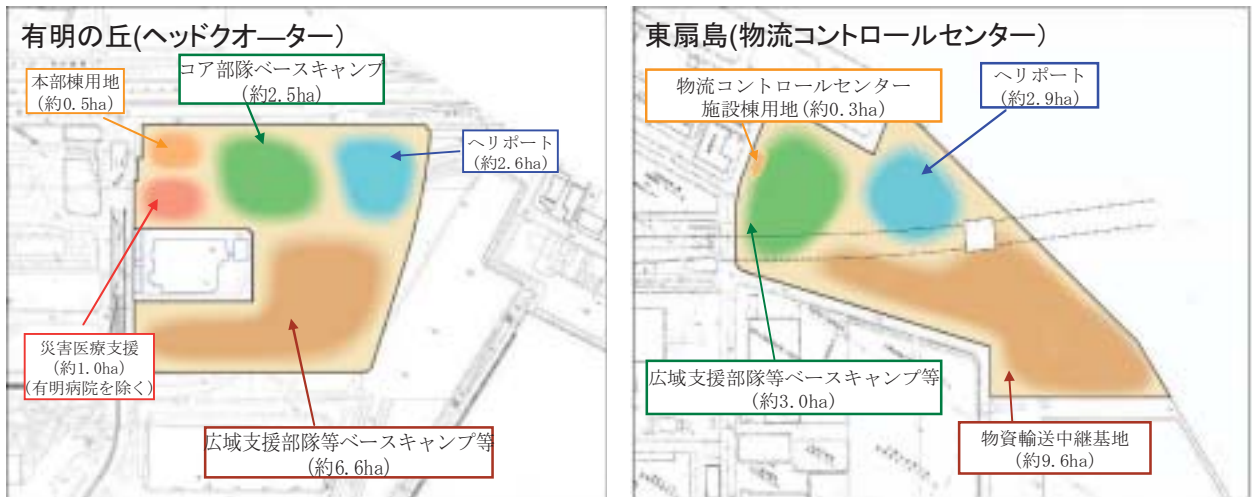 有明の丘(ヘッドクオーター)
本部棟用地
(約0.5ha)
コア部隊ベースキャンプ
(約2.5ha)
ヘリポート
(約2.6ha)
災害医療支援
(約1.0ha)
(有明病院を除く)
広域支援部隊等ベースキャンプ等
(約6.6ha)
東扇島(物流コントロールセンター)
物流コントロールセンター
施設棟用地(約0.3ha)
ヘリポート
(約2.9ha)
広域支援部隊等ベースキャンプ等
(約3.0ha)
物資輸送中継基地
(約9.6ha)